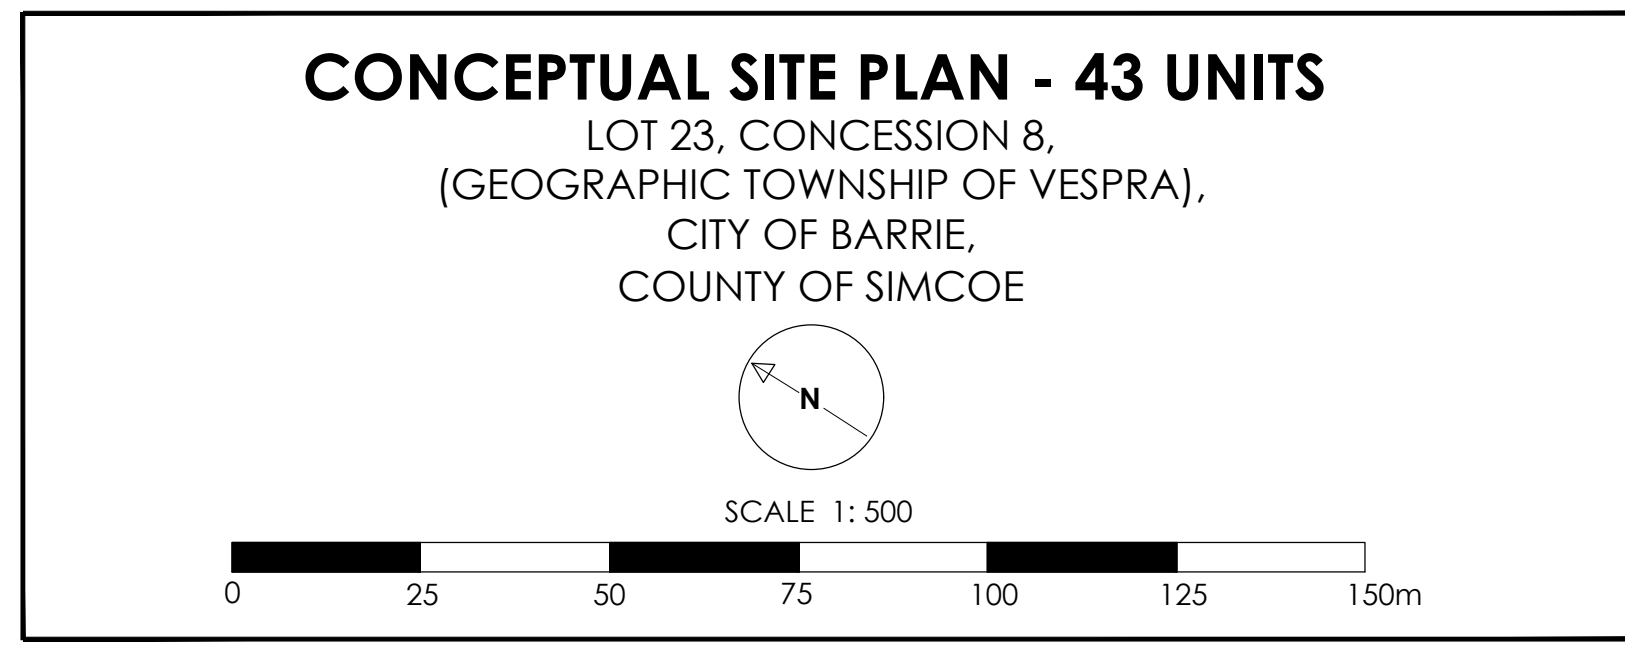 CONCEPTUAL SITE PLAN - 43 UNITS
LOT 23, CONCESSION 8,
(GEOGRAPHIC TOWNSHIP OF VESPRA),
CITY OF BARRIE,
COUNTY OF SIMCOE
N
SCALE 1: 500
0 25 50 75 100 125 150m